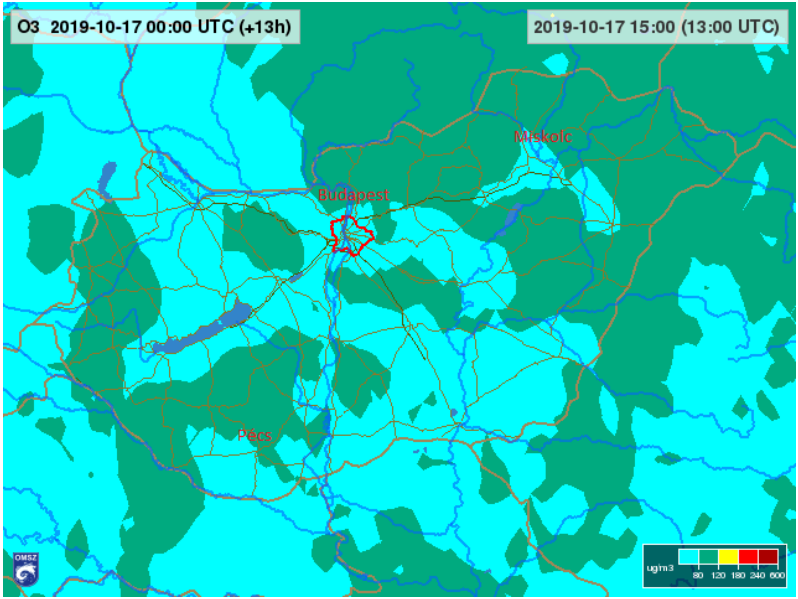 O3 2019-10-17 00:00 UTC (+13h)
2019-10-17 15:00 (13:00 UTC)
Miskolc
Budapest
Pécs
OMSZ
ug/m3
80 120 180 240 600